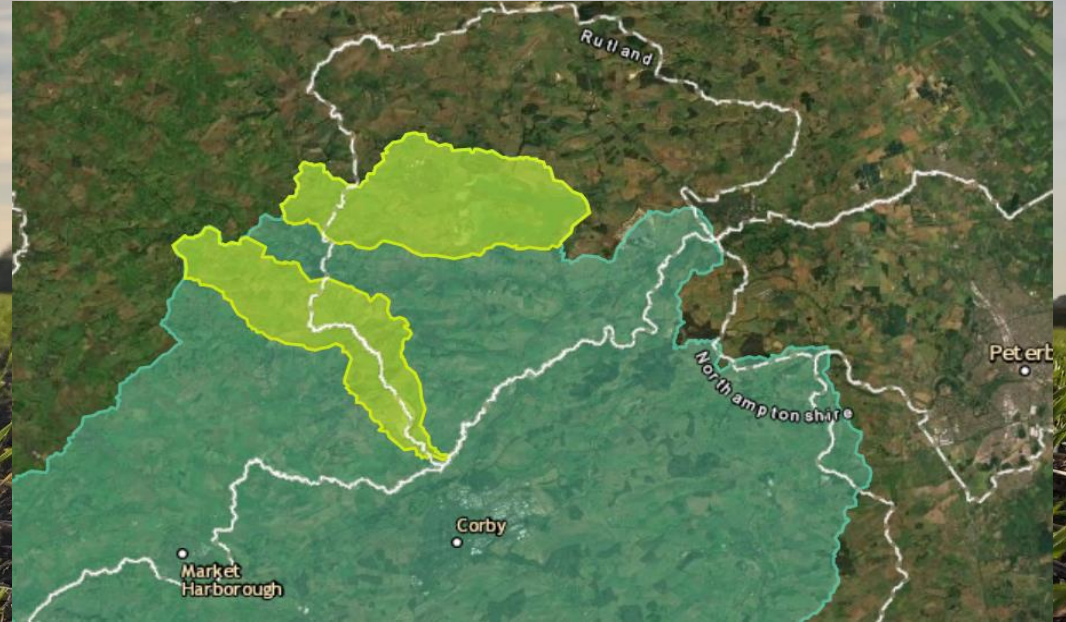 Rutland
Peterb
Northamptonshire
Corby
Market
Harborough